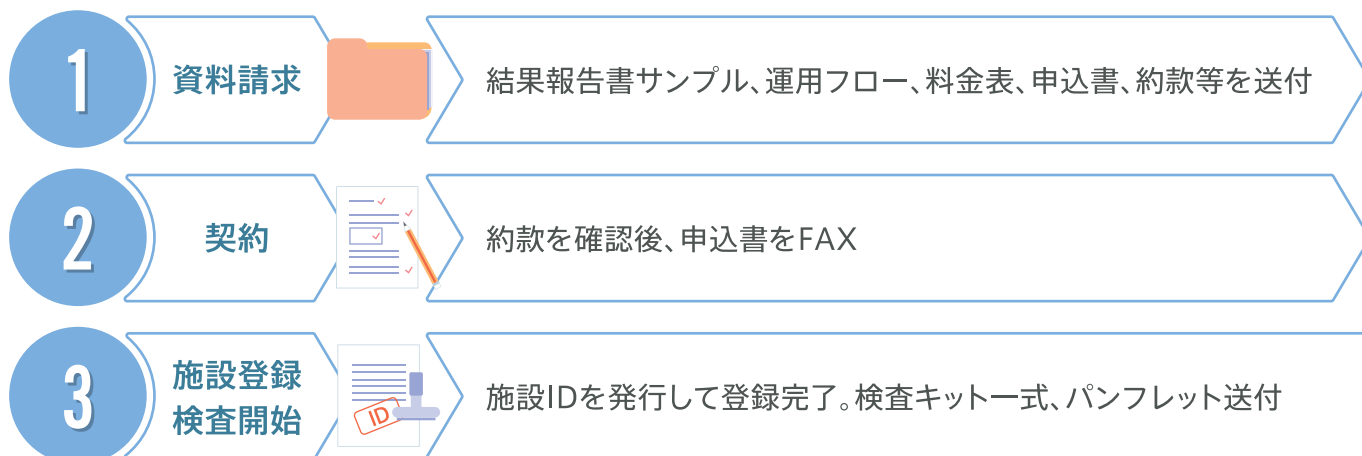 1
資料請求
結果報告書サンプル、運用フロー、料金表、申込書、約款等を送付
2
契約
約款を確認後、申込書をFAX
3
施設登録
検査開始
ID
施設IDを発行して登録完了。検査キット一式、パンフレット送付